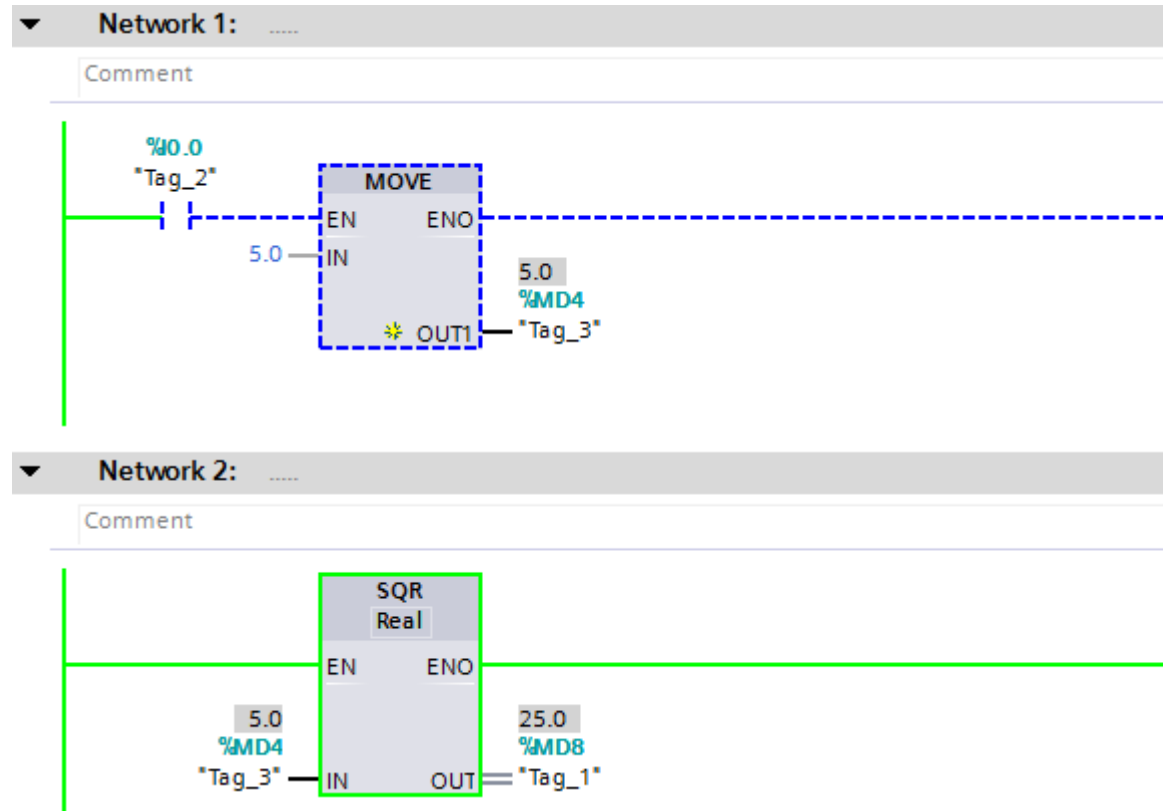 Network 1: .....
Comment
%I0.0
"Tag_2"
MOVE
EN ENO
5.0 IN
5.0
%MD4
OUT1 "Tag_3"
Network 2: .....
Comment
SQR
Real
EN ENO
5.0 25.0
%MD4 %MD8
"Tag_3" IN OUT "Tag_1"